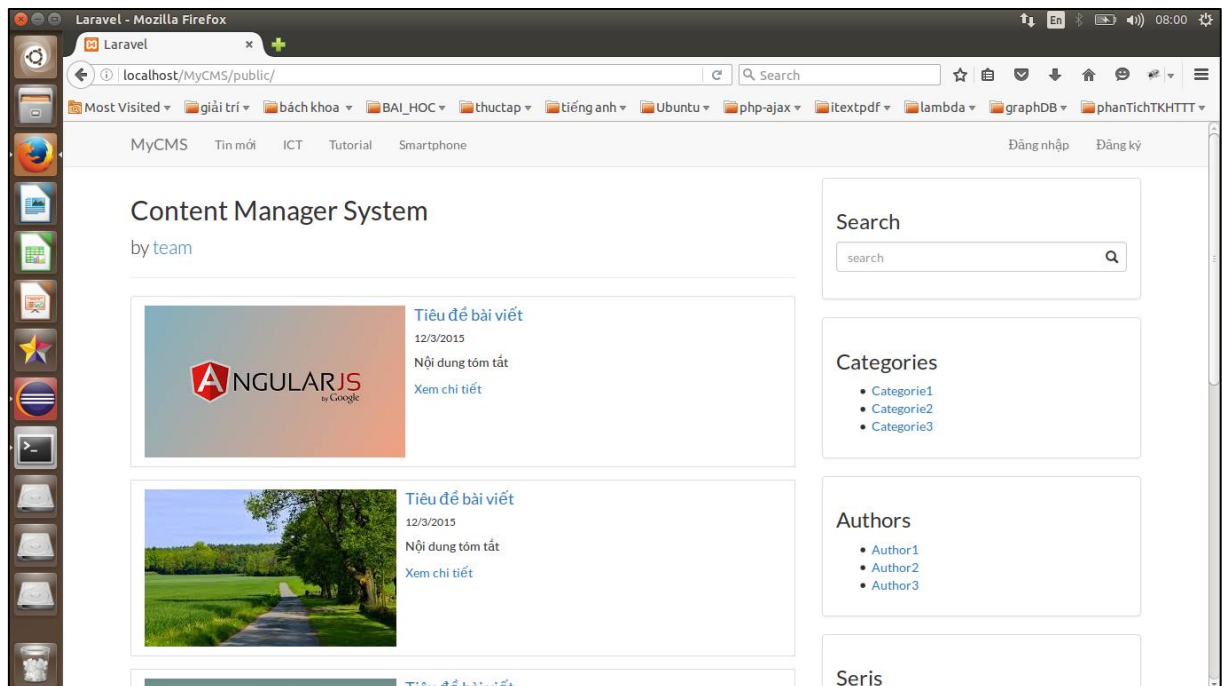 Laravel - Mozilla Firefox
En
08:00
Laravel
localhost/MyCMS/public/
Search
Most Visited
giải trí
bách khoa
BAI_HOC
thuctap
tiếng anh
Ubuntu
php-ajax
itextpdf
lambda
graphDB
phanTichTKHTTT
MyCMS Tin mới ICT Tutorial Smartphone Đăng nhập Đăng ký
Content Manager System
by team
ANGULARJS
by Google
Tiêu đề bài viết
12/3/2015
Nội dung tóm tắt
Xem chi tiết
Tiêu đề bài viết
12/3/2015
Nội dung tóm tắt
Xem chi tiết
Tiêu đề bài viết
Search
search
Categories
Categorie1
Categorie2
Categorie3
Authors
Author1
Author2
Author3
Seris